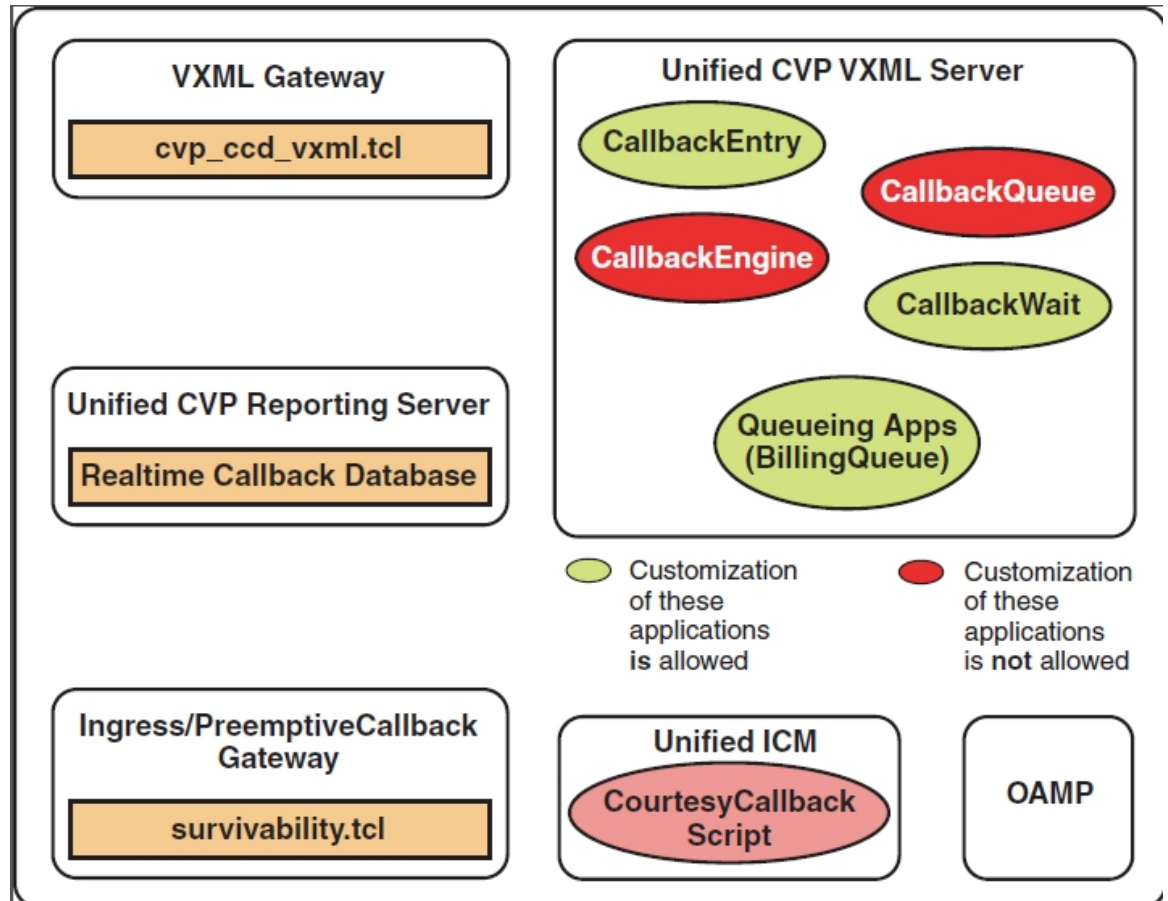 VXML Gateway
cvp_ccd_vxml.tcl
Unified CVP Reporting Server
Realtime Callback Database
Ingress/PreemptiveCallback
Gateway
survivability.tcl
Unified CVP VXML Server
CallbackEntry
CallbackQueue
CallbackEngine
CallbackWait
Queueing Apps
(BillingQueue)
Customization
of these
applications
is allowed
Customization
of these
applications
is not allowed
Unified ICM
CourtesyCallback
Script
OAMP